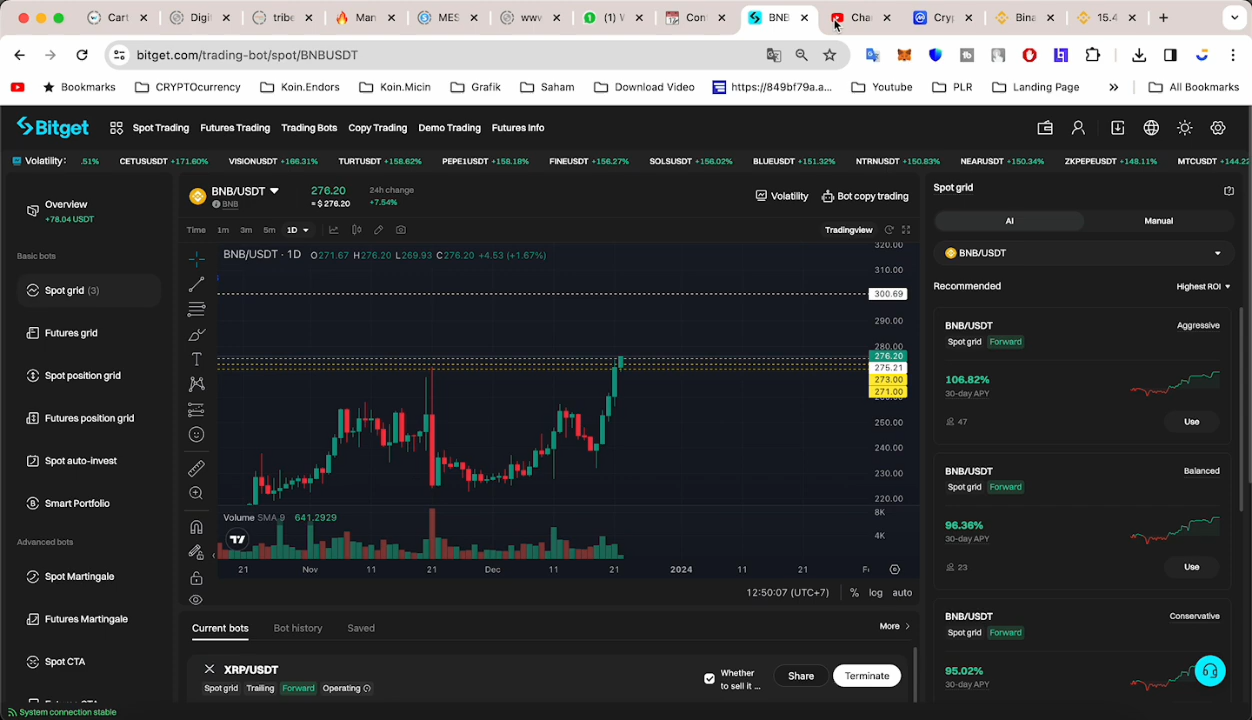 Cart
Digit
tribe
Man
MES
www
(1) W
Con
BNB
Cha
Cryp
Bina
15.4
bitget.com/trading-bot/spot/BNBUSDT
Bookmarks
CRYPTOcurrency
Koin.Endors
Koin.Micin
Grafik
Saham
Download Video
https://849bf79a.a...
Youtube
PLR
Landing Page
»
All Bookmarks
Bitget
Spot Trading
Futures Trading
Trading Bots
Copy Trading
Demo Trading
Futures Info
Volatility:
.51%
CETUSUSDT +171.60%
VISIONUSDT +166.31%
TURTUSDT +158.62%
PEPE1USDT +158.18%
FINEUSDT +156.27%
SOLSUSDT +156.02%
BLUEUSDT +151.32%
NTRNUSDT +150.83%
NEARUSDT +150.34%
ZKPEPEUSDT +148.11%
MTCUSDT +144.22
Overview
+78.04 USDT
Basic bots
Spot grid (3)
Futures grid
Spot position grid
Futures position grid
Spot auto-invest
Smart Portfolio
Advanced bots
Spot Martingale
Futures Martingale
Spot CTA
System connection stable
BNB/USDT
BNB
276.20
≈ $ 276.20
24h change
+7.54%
Volatility
Bot copy trading
Time 1m 3m 5m 1D
Tradingview
BNB/USDT · 1D O271.67 H276.20 L269.93 C276.20 +4.53 (+1.67%)
320.00
310.00
300.69
290.00
280.00
276.20
275.21
273.00
271.00
250.00
240.00
230.00
220.00
Volume SMA 9 641.2929
8K
4K
21 Nov 11 21 Dec 11 21 2024 11 21
12:50:07 (UTC+7)
% log auto
Current bots
Bot history
Saved
More
XRP/USDT
Spot grid Trailing Forward Operating
Whether
to sell it ...
Share
Terminate
Spot grid
AI
Manual
BNB/USDT
Recommended
Highest ROI
BNB/USDT
Aggressive
Spot grid Forward
106.82%
30-day APY
47
Use
BNB/USDT
Balanced
Spot grid Forward
96.36%
30-day APY
23
Use
BNB/USDT
Conservative
Spot grid Forward
95.02%
30-day APY